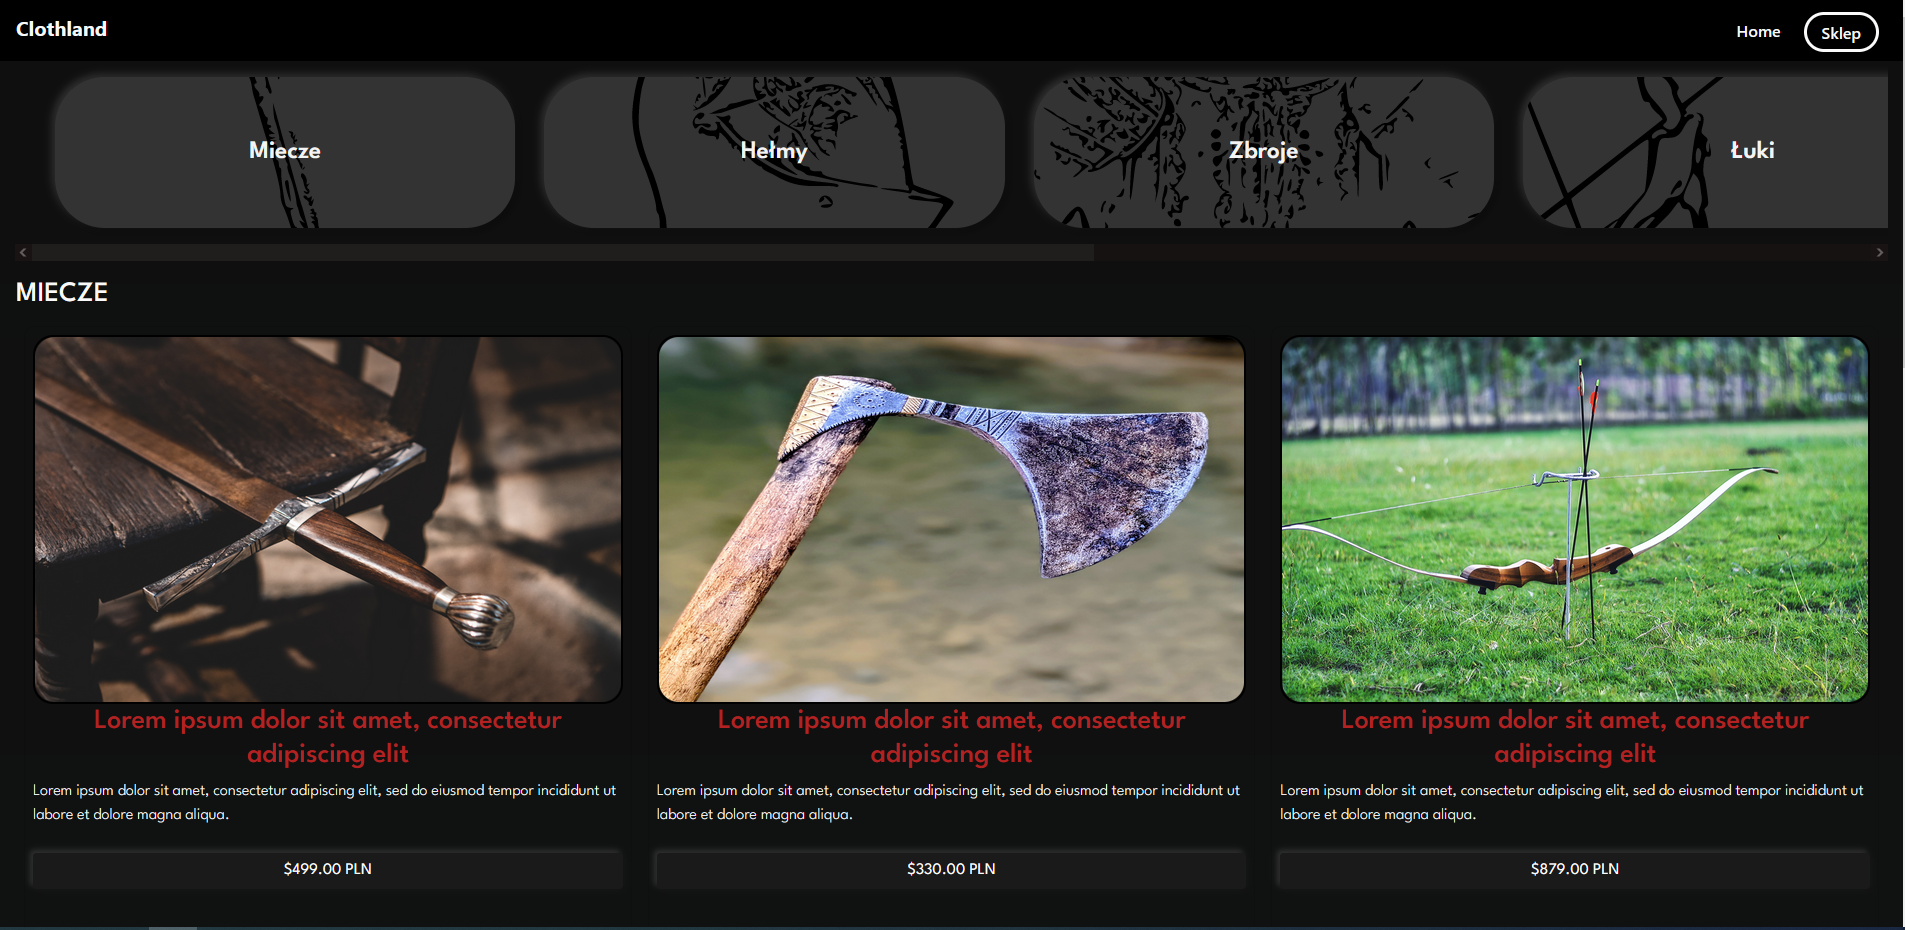 Clothland
Home
Sklep
Miecze
Hełmy
Zbroje
Łuki
MIECZE
Lorem ipsum dolor sit amet, consectetur
adipiscing elit
Lorem ipsum dolor sit amet, consectetur adipiscing elit, sed do eiusmod tempor incididunt ut
labore et dolore magna aliqua.
$499.00 PLN
Lorem ipsum dolor sit amet, consectetur
adipiscing elit
Lorem ipsum dolor sit amet, consectetur adipiscing elit, sed do eiusmod tempor incididunt ut
labore et dolore magna aliqua.
$330.00 PLN
Lorem ipsum dolor sit amet, consectetur
adipiscing elit
Lorem ipsum dolor sit amet, consectetur adipiscing elit, sed do eiusmod tempor incididunt ut
labore et dolore magna aliqua.
$879.00 PLN